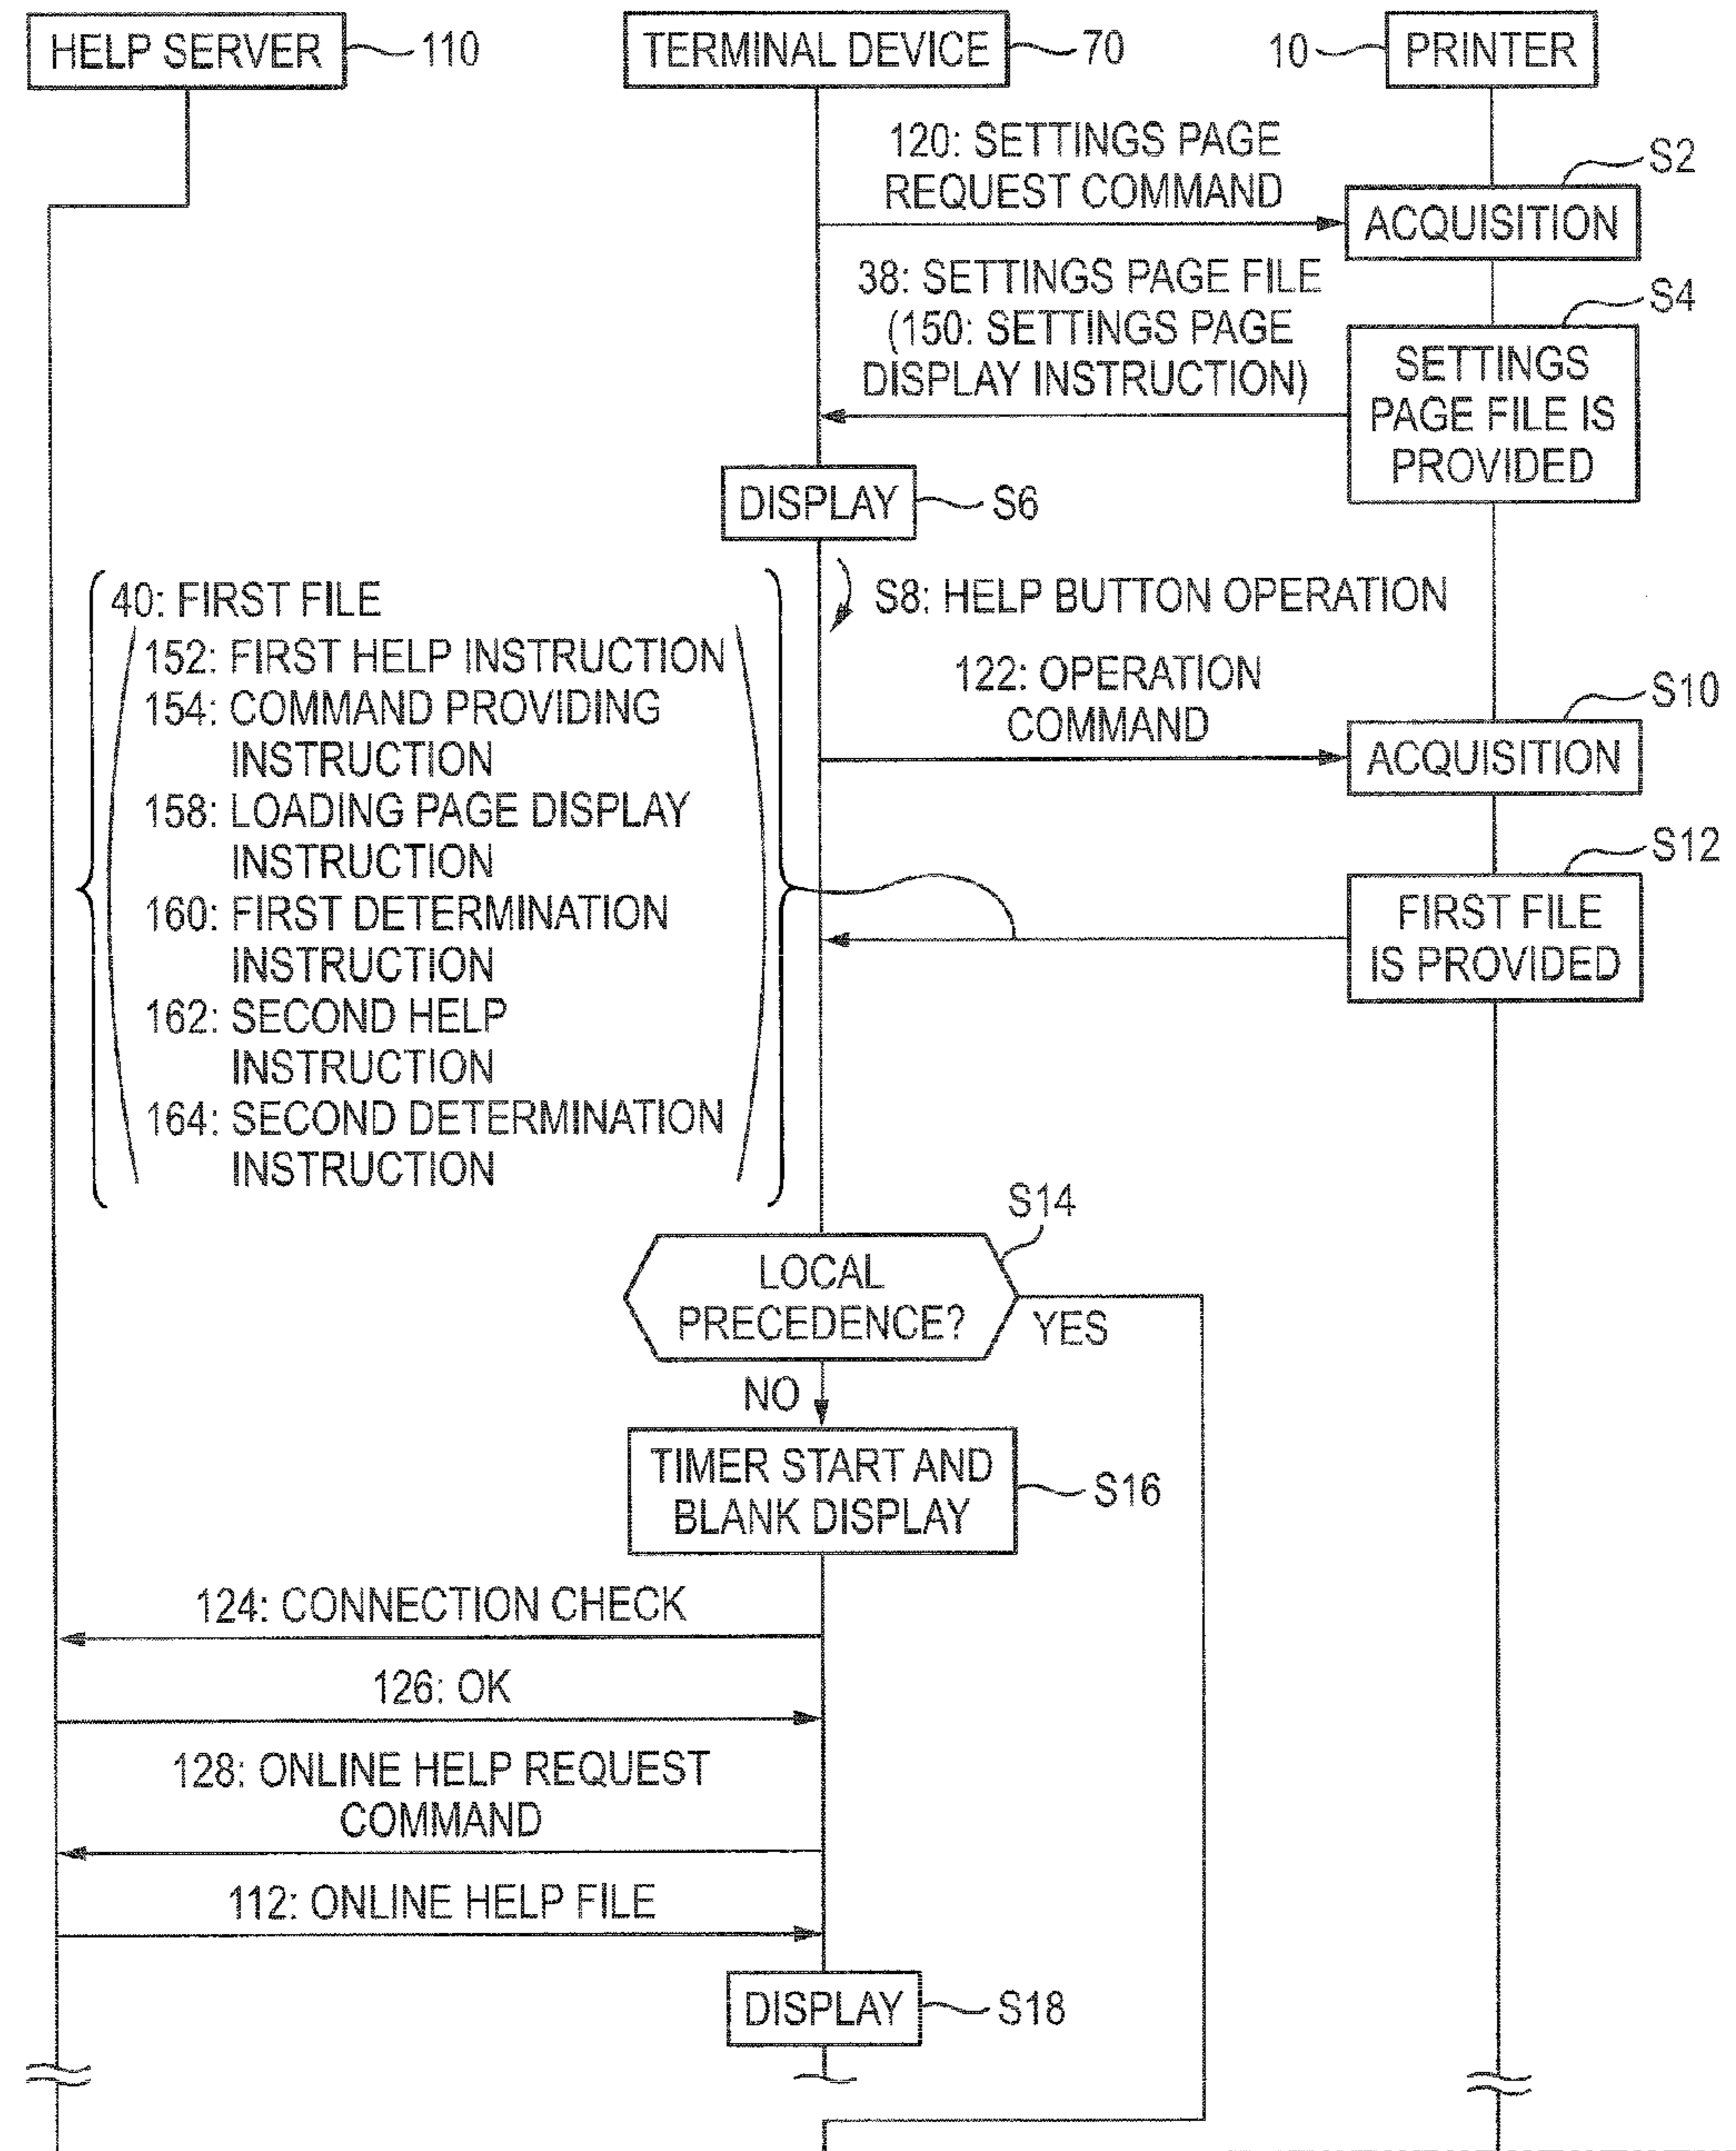 HELP SERVER
110
TERMINAL DEVICE
70
10
PRINTER
120: SETTINGS PAGE
REQUEST COMMAND
S2
ACQUISITION
38: SETTINGS PAGE FILE
(150: SETTINGS PAGE
DISPLAY INSTRUCTION)
S4
SETTINGS
PAGE FILE IS
PROVIDED
DISPLAY
S6
40: FIRST FILE
152: FIRST HELP INSTRUCTION
154: COMMAND PROVIDING
INSTRUCTION
158: LOADING PAGE DISPLAY
INSTRUCTION
160: FIRST DETERMINATION
INSTRUCTION
162: SECOND HELP
INSTRUCTION
164: SECOND DETERMINATION
INSTRUCTION
S8: HELP BUTTON OPERATION
122: OPERATION
COMMAND
S10
ACQUISITION
S12
FIRST FILE
IS PROVIDED
S14
LOCAL
PRECEDENCE?
YES
NO
TIMER START AND
BLANK DISPLAY
S16
124: CONNECTION CHECK
126: OK
128: ONLINE HELP REQUEST
COMMAND
112: ONLINE HELP FILE
DISPLAY
S18